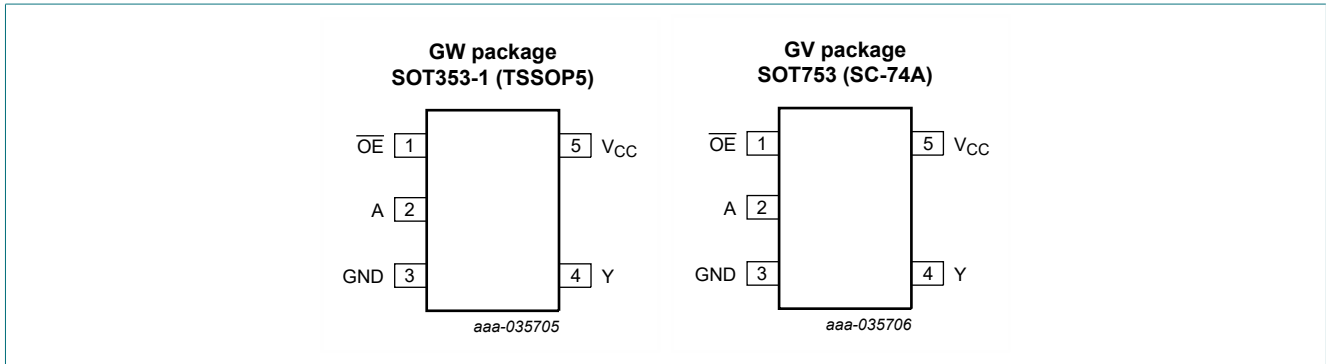 GW package
SOT353-1 (TSSOP5)
OE 1
5 VCC
A 2
GND 3
4 Y
aaa-035705
GV package
SOT753 (SC-74A)
OE 1
5 VCC
A 2
GND 3
4 Y
aaa-035706